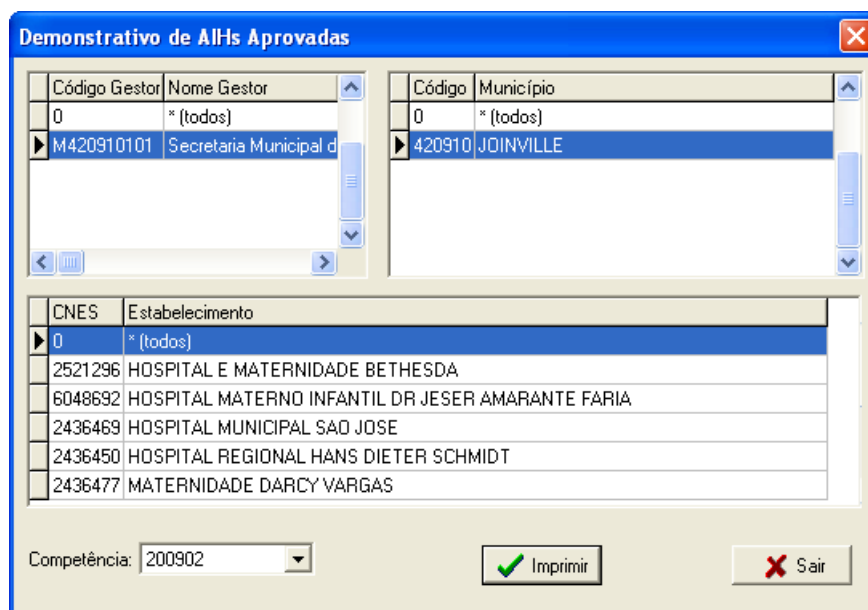 Demonstrativo de AIHs Aprovadas
Código Gestor Nome Gestor
0 * (todos)
M420910101 Secretaria Municipal d
Código Município
0 * (todos)
420910 JOINVILLE
CNES Estabelecimento
0 * (todos)
2521296 HOSPITAL E MATERNIDADE BETHESDA
6048692 HOSPITAL MATERNO INFANTIL DR JESER AMARANTE FARIA
2436469 HOSPITAL MUNICIPAL SAO JOSE
2436450 HOSPITAL REGIONAL HANS DIETER SCHMIDT
2436477 MATERNIDADE DARCY VARGAS
Competência: 200902 Imprimir Sair